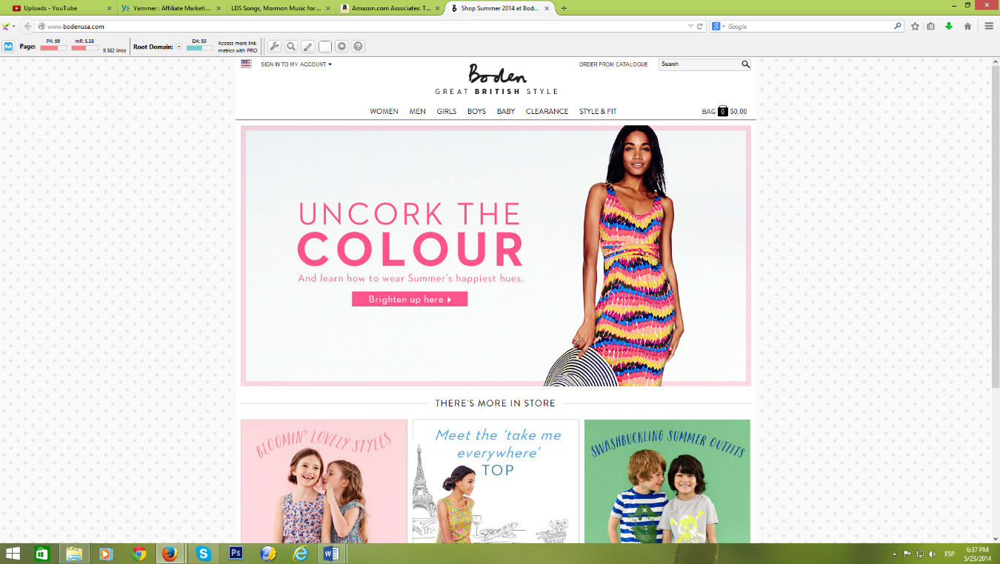 Uploads - YouTube
Yammer : Affiliate Marketi...
LDS Songs, Mormon Music for ...
Amazon.com Associates: T...
Shop Summer 2014 at Bod...
www.bodenusa.com
Google
Page:
PA: 66
mR: 5.38
9,382 links
Root Domain:
DA: 59
Access more link
metrics with PRO
SIGN IN TO MY ACCOUNT
ORDER FROM CATALOGUE
Search
Boden
GREAT BRITISH STYLE
WOMEN MEN GIRLS BOYS BABY CLEARANCE STYLE & FIT
BAG 0 $0.00
UNCORK THE
COLOUR
And learn how to wear Summer's happiest hues.
Brighten up here
THERE'S MORE IN STORE
BLOOMIN' LOVELY STYLES
Meet the 'take me
everywhere'
TOP
SWASHBUCKLING SUMMER OUTFITS
Ps
ESP
6:37 PM
5/23/2014